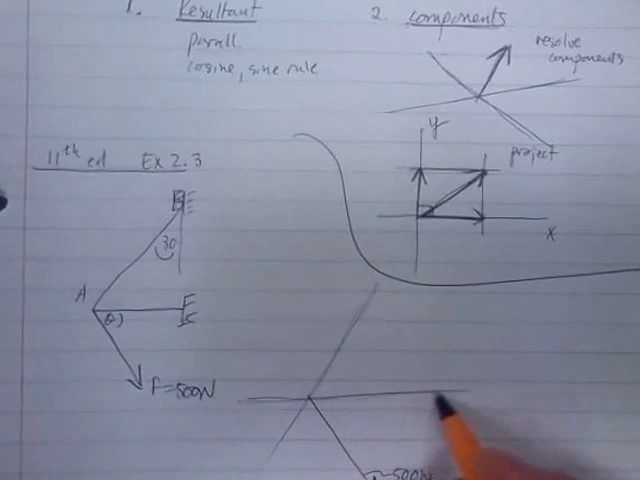 1. Resultant
parall.
cosine, sine rule
2. components
resolve
components
project
y
x
11th ed Ex 2.3
B
30
A
θ
C
F=500N
F=500N